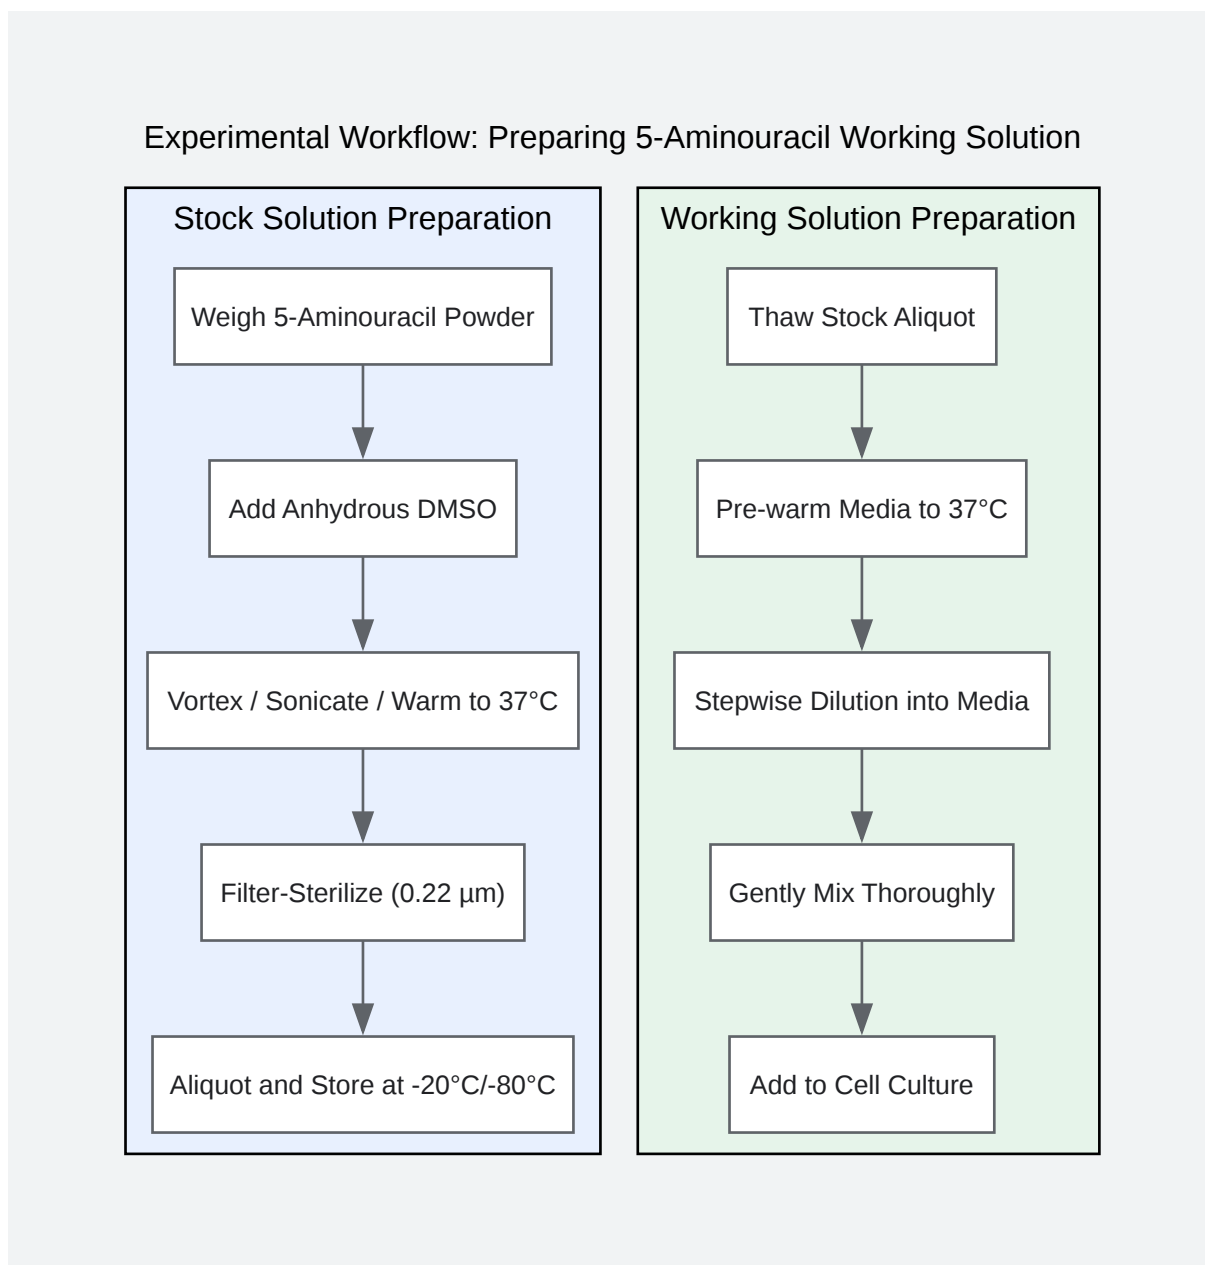 Experimental Workflow: Preparing 5-Aminouracil Working Solution
Stock Solution Preparation
Weigh 5-Aminouracil Powder
Add Anhydrous DMSO
Vortex / Sonicate / Warm to 37°C
Filter-Sterilize (0.22 µm)
Aliquot and Store at -20°C/-80°C
Working Solution Preparation
Thaw Stock Aliquot
Pre-warm Media to 37°C
Stepwise Dilution into Media
Gently Mix Thoroughly
Add to Cell Culture